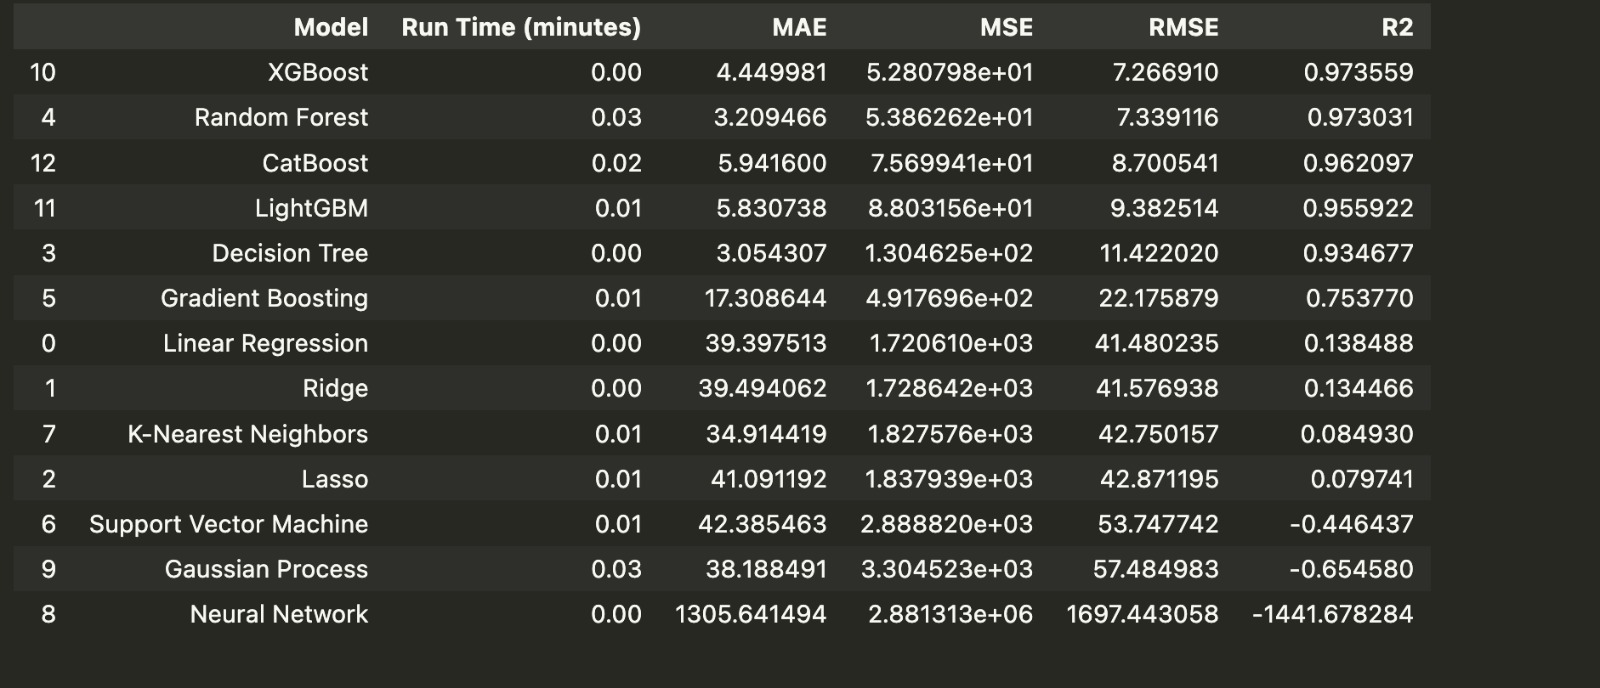 Model Run Time (minutes) MAE MSE RMSE R2
10 XGBoost 0.00 4.449981 5.280798e+01 7.266910 0.973559
4 Random Forest 0.03 3.209466 5.386262e+01 7.339116 0.973031
12 CatBoost 0.02 5.941600 7.569941e+01 8.700541 0.962097
11 LightGBM 0.01 5.830738 8.803156e+01 9.382514 0.955922
3 Decision Tree 0.00 3.054307 1.304625e+02 11.422020 0.934677
5 Gradient Boosting 0.01 17.308644 4.917696e+02 22.175879 0.753770
0 Linear Regression 0.00 39.397513 1.720610e+03 41.480235 0.138488
1 Ridge 0.00 39.494062 1.728642e+03 41.576938 0.134466
7 K-Nearest Neighbors 0.01 34.914419 1.827576e+03 42.750157 0.084930
2 Lasso 0.01 41.091192 1.837939e+03 42.871195 0.079741
6 Support Vector Machine 0.01 42.385463 2.888820e+03 53.747742 -0.446437
9 Gaussian Process 0.03 38.188491 3.304523e+03 57.484983 -0.654580
8 Neural Network 0.00 1305.641494 2.881313e+06 1697.443058 -1441.678284